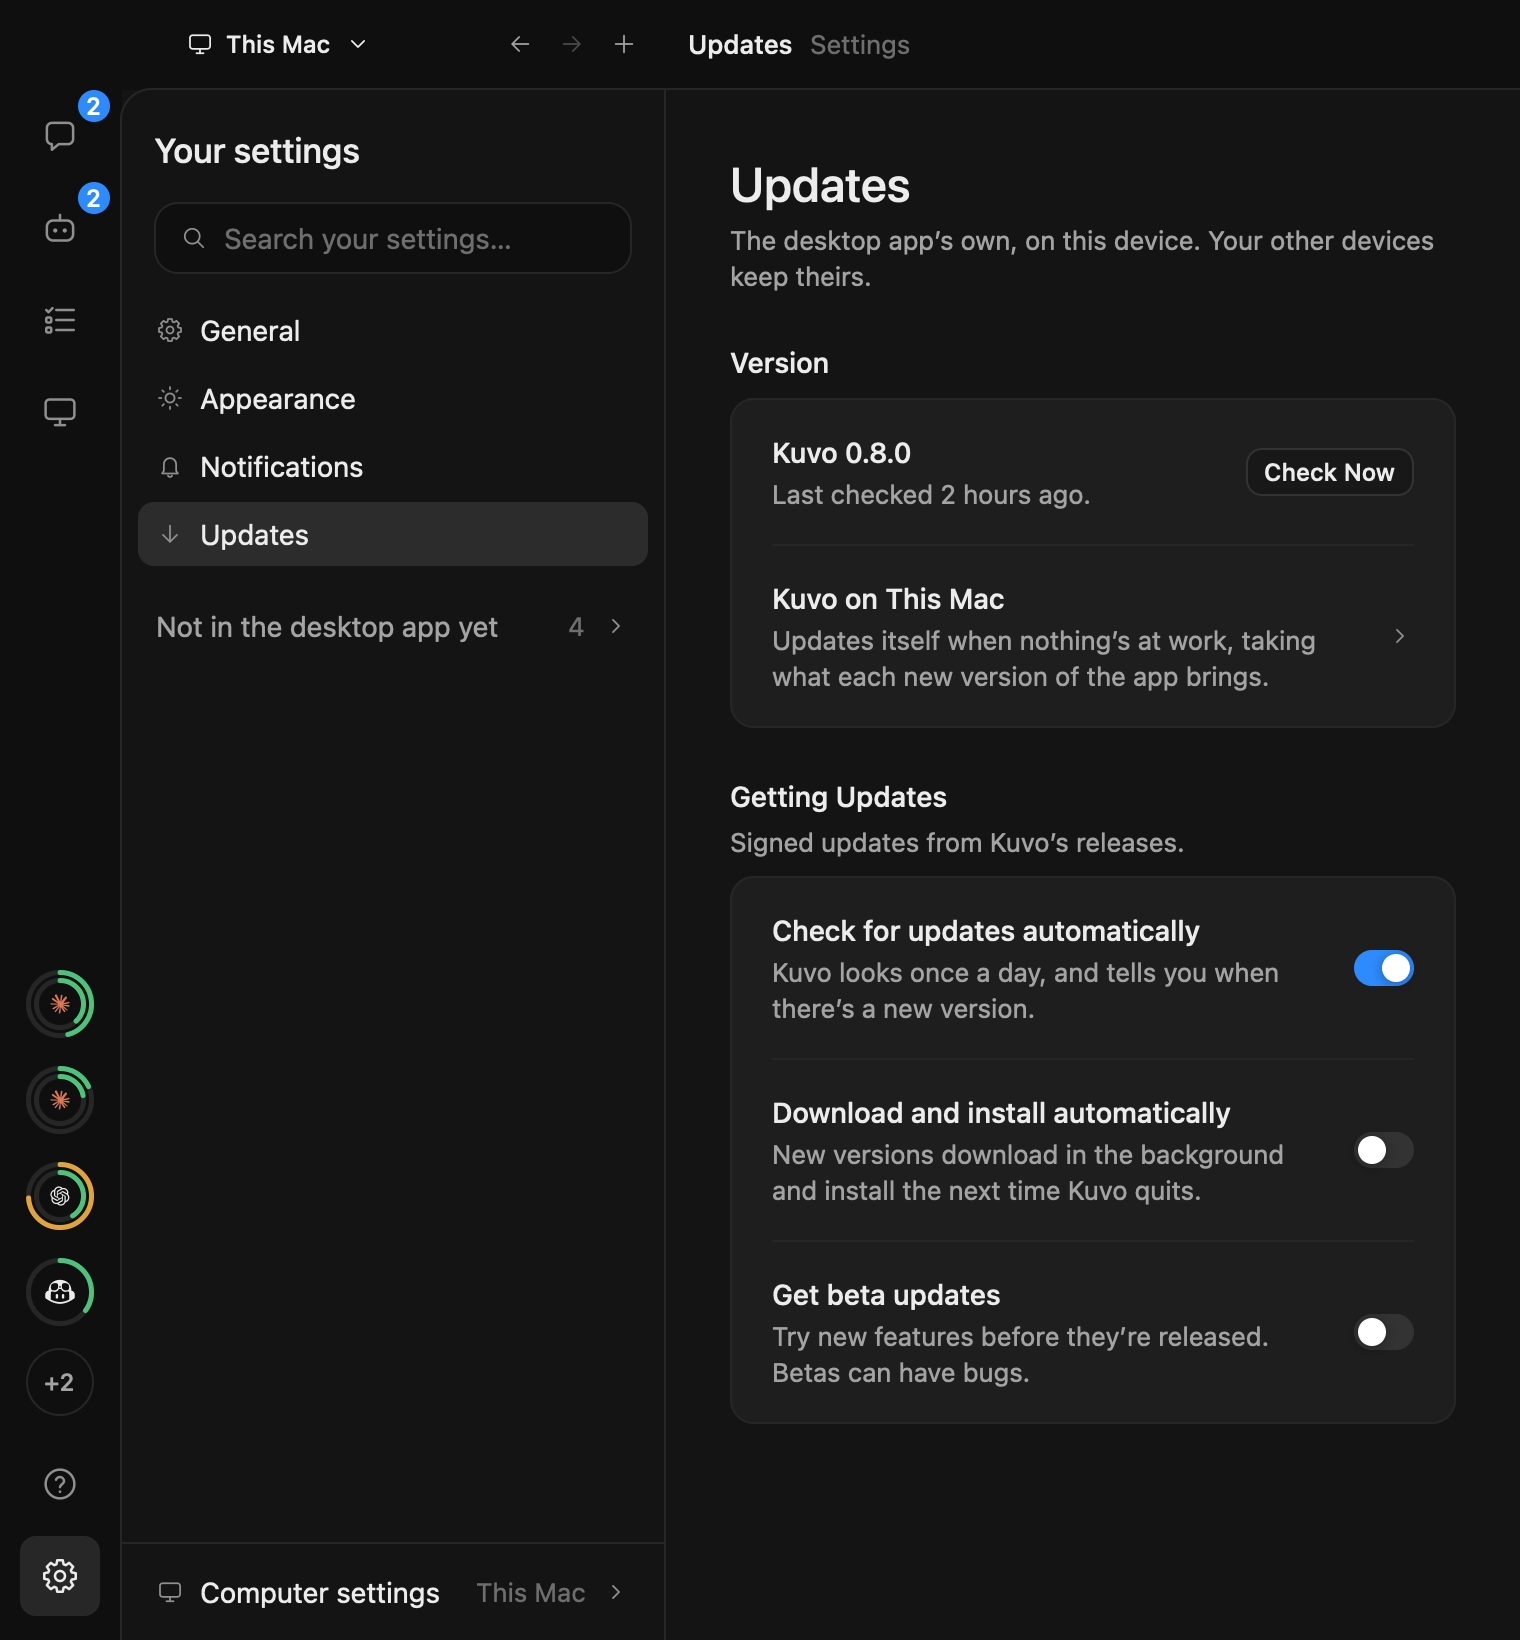 This Mac
Updates Settings
2
2
Your settings
Search your settings...
General
Appearance
Notifications
Updates
Not in the desktop app yet 4
+2
Computer settings This Mac
Updates
The desktop app’s own, on this device. Your other devices
keep theirs.
Version
Kuvo 0.8.0
Last checked 2 hours ago.
Check Now
Kuvo on This Mac
Updates itself when nothing’s at work, taking
what each new version of the app brings.
Getting Updates
Signed updates from Kuvo’s releases.
Check for updates automatically
Kuvo looks once a day, and tells you when
there’s a new version.
Download and install automatically
New versions download in the background
and install the next time Kuvo quits.
Get beta updates
Try new features before they’re released.
Betas can have bugs.